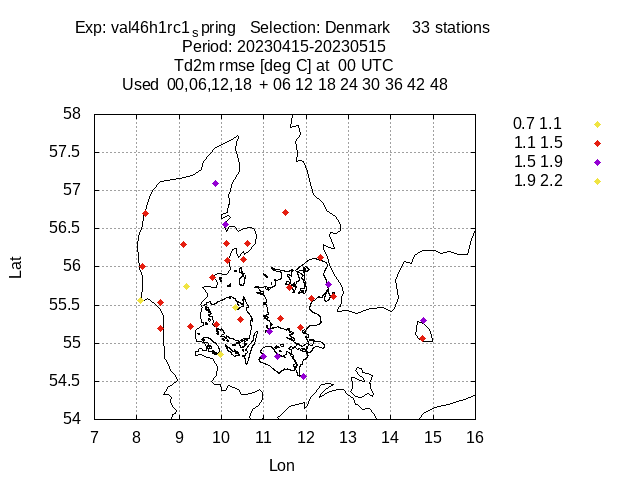 Exp: val46h1rc1spring   Selection: Denmark     33 stations
Period: 20230415-20230515
Td2m rmse [deg C] at  00 UTC
Used  00,06,12,18  + 06 12 18 24 30 36 42 48
0.7 1.1
1.1 1.5
1.5 1.9
1.9 2.2
58
57.5
57
56.5
56
55.5
55
54.5
54
Lat
7 8 9 10 11 12 13 14 15 16
Lon